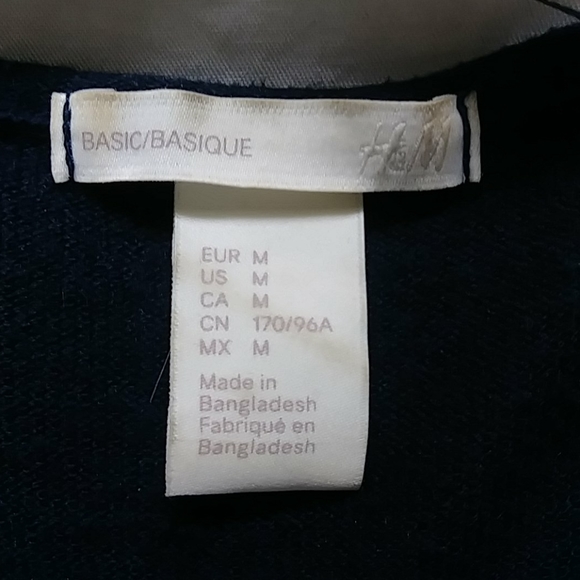 BASIC/BASIQUE H&M
EUR M
US M
CA M
CN 170/96A
MX M
Made in
Bangladesh
Fabriqué en
Bangladesh